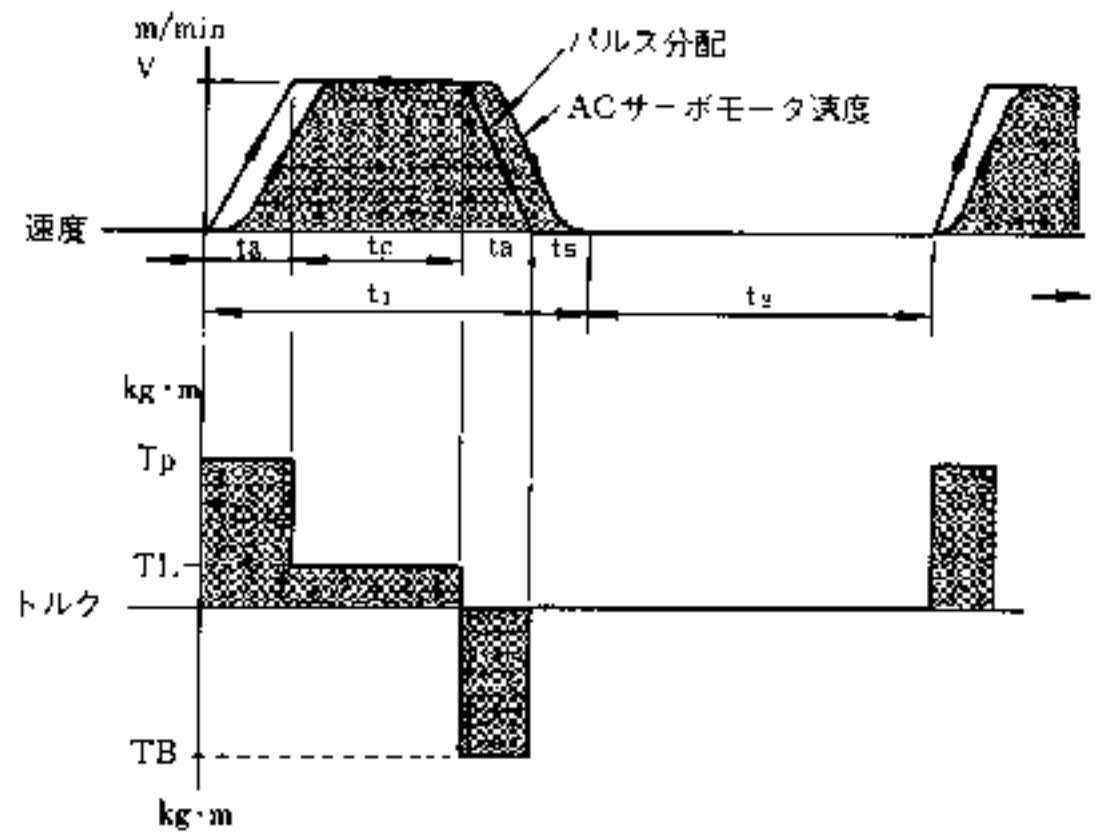 m/min
V
パルス分配
ACサーボモータ速度
速度
ta
tc
ta
ts
t₁
t₂
kg·m
Tp
TL
トルク
TB
kg·m